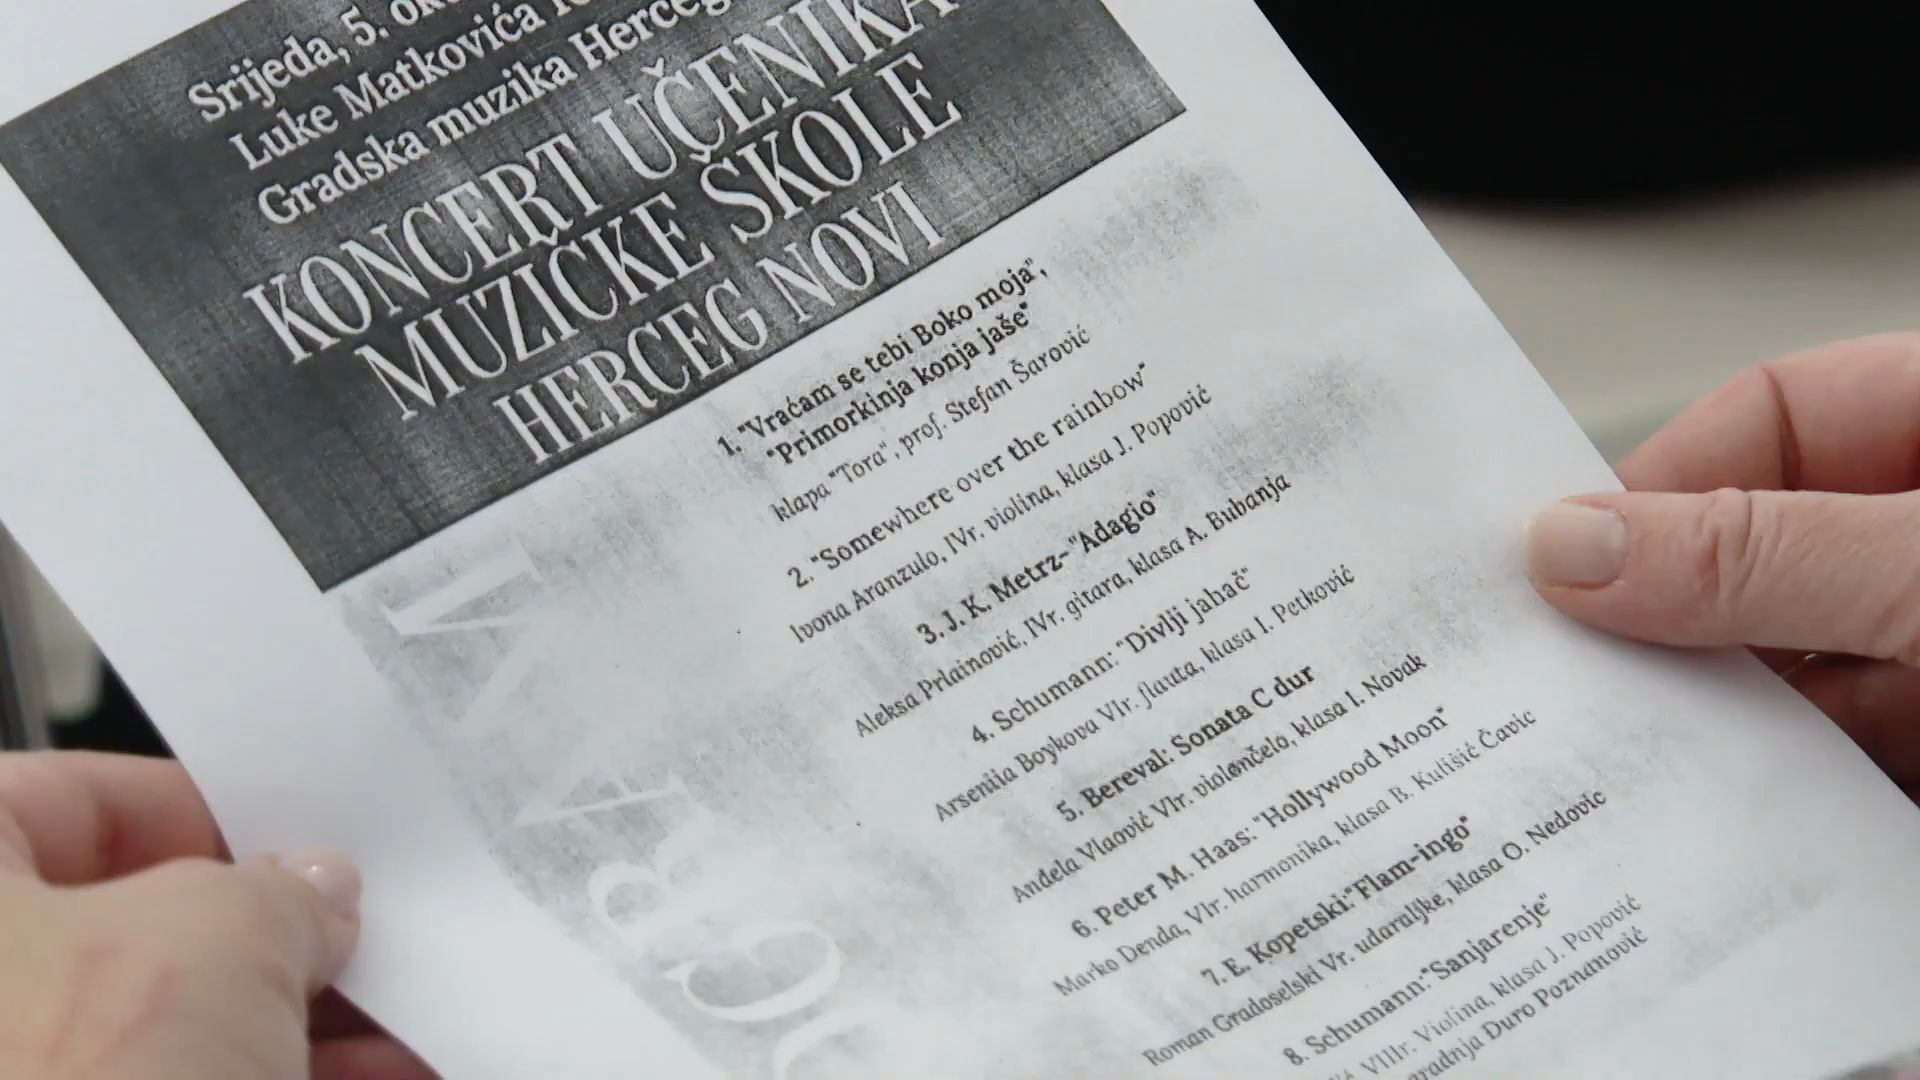 Srijeda, 5.
Luke Matkovića
Gradska muzika Herceg
KONCERT UČENIKA
MUZIČKE ŠKOLE
HERCEG NOVI
1. "Vraćam se tebi Boko moja",
"Primorkinja konja jaše"
klapa "Tora", prof. Stefan Šarović
2. "Somewhere over the rainbow"
Ivona Aranzulo, IVr. violina, klasa J. Popović
3. J. K. Metrz- "Adagio"
Aleksa Prlainović, IVr. gitara, klasa A. Bubanja
4. Schumann: "Divlji jahač"
Arseniia Boykova VIr. flauta, klasa I. Petković
5. Bereval: Sonata C dur
Anđela Vlaović VIr. violončelo, klasa I. Novak
6. Peter M. Haas: "Hollywood Moon"
Marko Denda, VIr. harmonika, klasa B. Kulišić Čavic
7. E. Kopetski:"Flam-ingo"
Roman Gradoselski Vr. udaraljke, klasa O. Nedovic
8. Schumann:"Sanjarenje"
VIIIr. Violina, klasa J. Popović
Đuro Poznanović